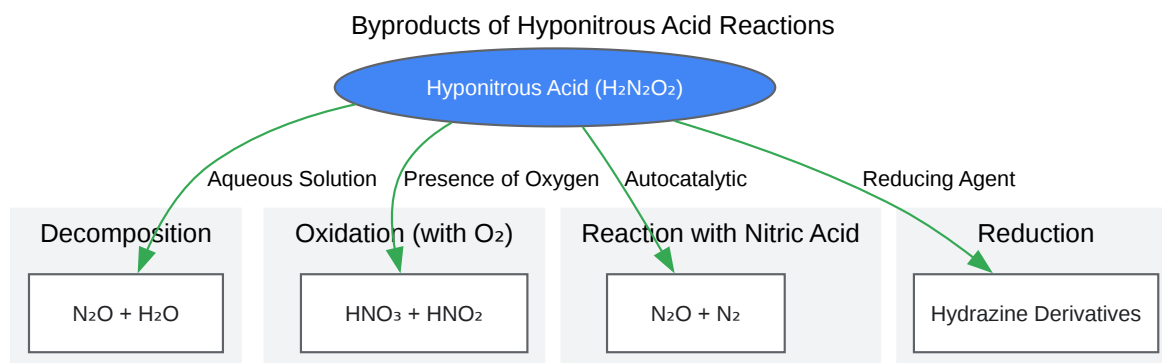 Byproducts of Hyponitrous Acid Reactions
Hyponitrous Acid (H₂N₂O₂)
Aqueous Solution
Presence of Oxygen
Autocatalytic
Reducing Agent
Decomposition
Oxidation (with O₂)
Reaction with Nitric Acid
Reduction
N₂O + H₂O
HNO₃ + HNO₂
N₂O + N₂
Hydrazine Derivatives